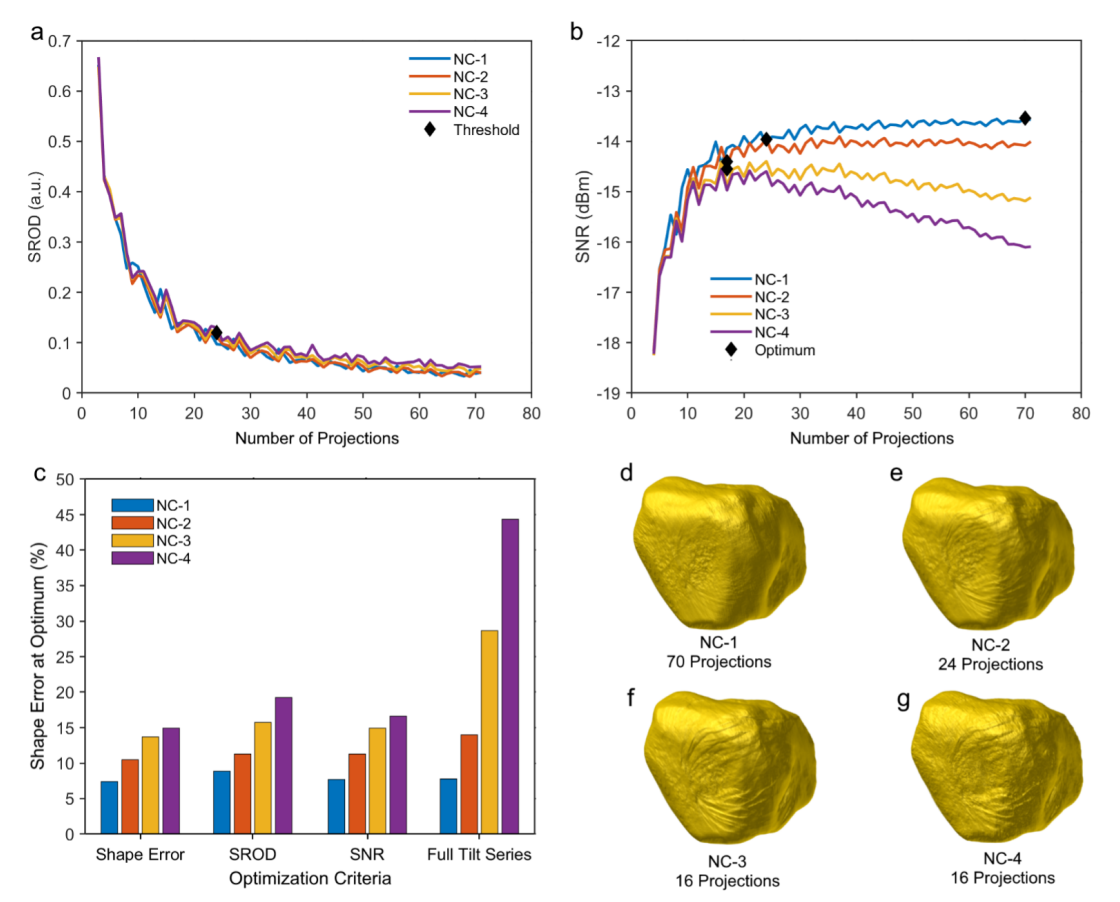 a
0.7
0.6
0.5
0.4
0.3
0.2
0.1
0
SROD (a.u.)
NC-1
NC-2
NC-3
NC-4
Threshold
0 10 20 30 40 50 60 70 80
Number of Projections
b
-12
-13
-14
-15
-16
-17
-18
-19
SNR (dBm)
NC-1
NC-2
NC-3
NC-4
Optimum
0 10 20 30 40 50 60 70 80
Number of Projections
c
50
45
40
35
30
25
20
15
10
5
0
Shape Error at Optimum (%)
NC-1
NC-2
NC-3
NC-4
Shape Error SROD SNR Full Tilt Series
Optimization Criteria
d
NC-1
70 Projections
e
NC-2
24 Projections
f
NC-3
16 Projections
g
NC-4
16 Projections